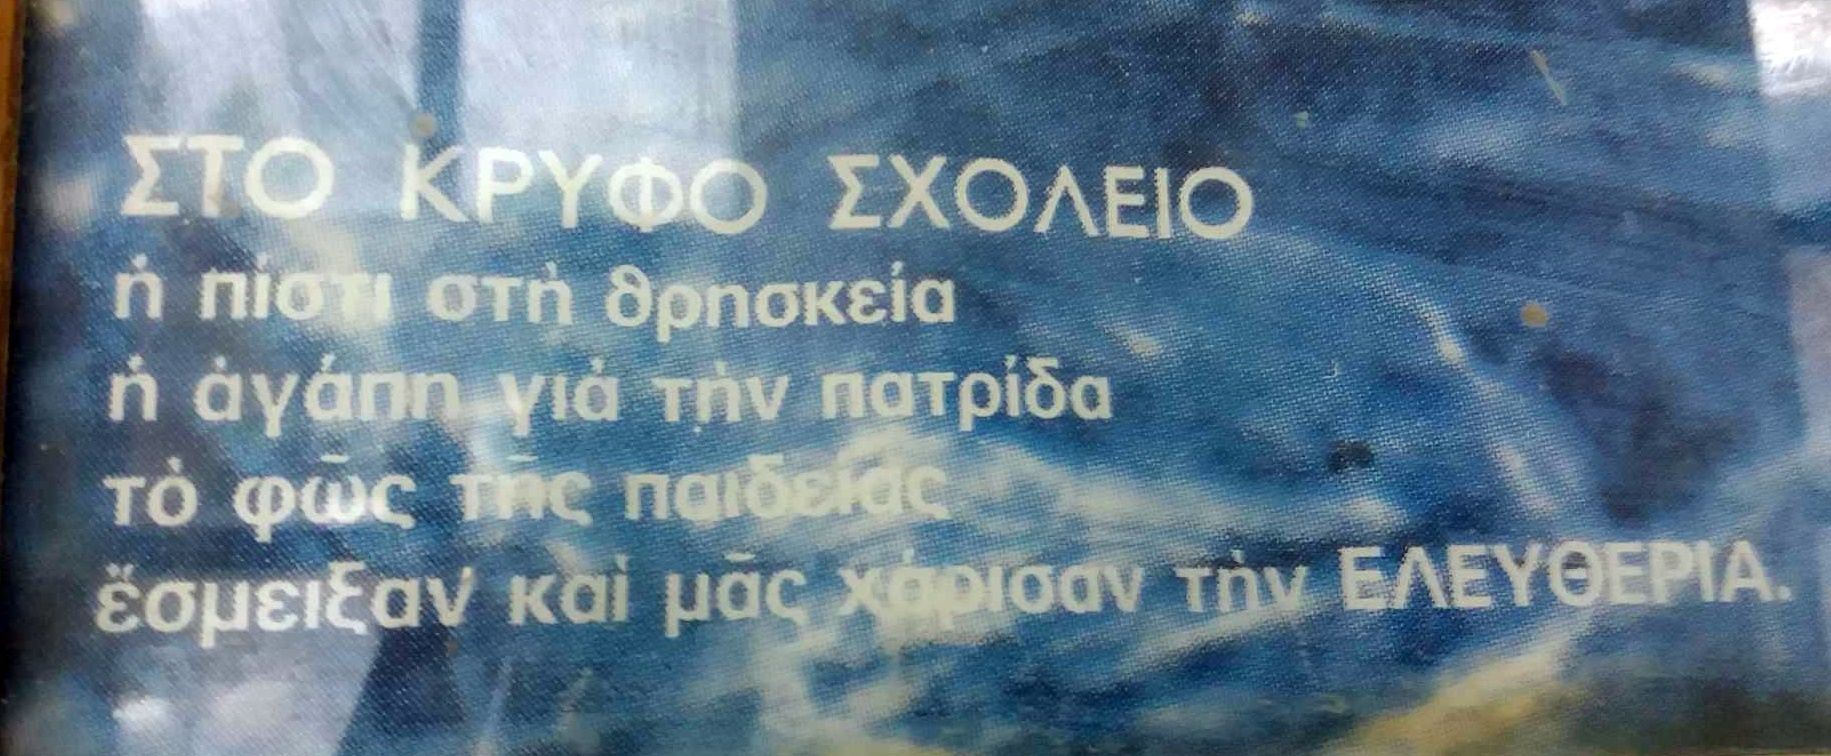 ΣΤΟ ΚΡΥΦΟ ΣΧΟΛΕΙΟ
ἡ πίστι στὴ θρησκεία
ἡ ἀγάπη γιὰ τὴν πατρίδα
τὸ φῶς τῆς παιδείας
ἔσμειξαν καὶ μᾶς χάρισαν τὴν ΕΛΕΥΘΕΡΙΑ.